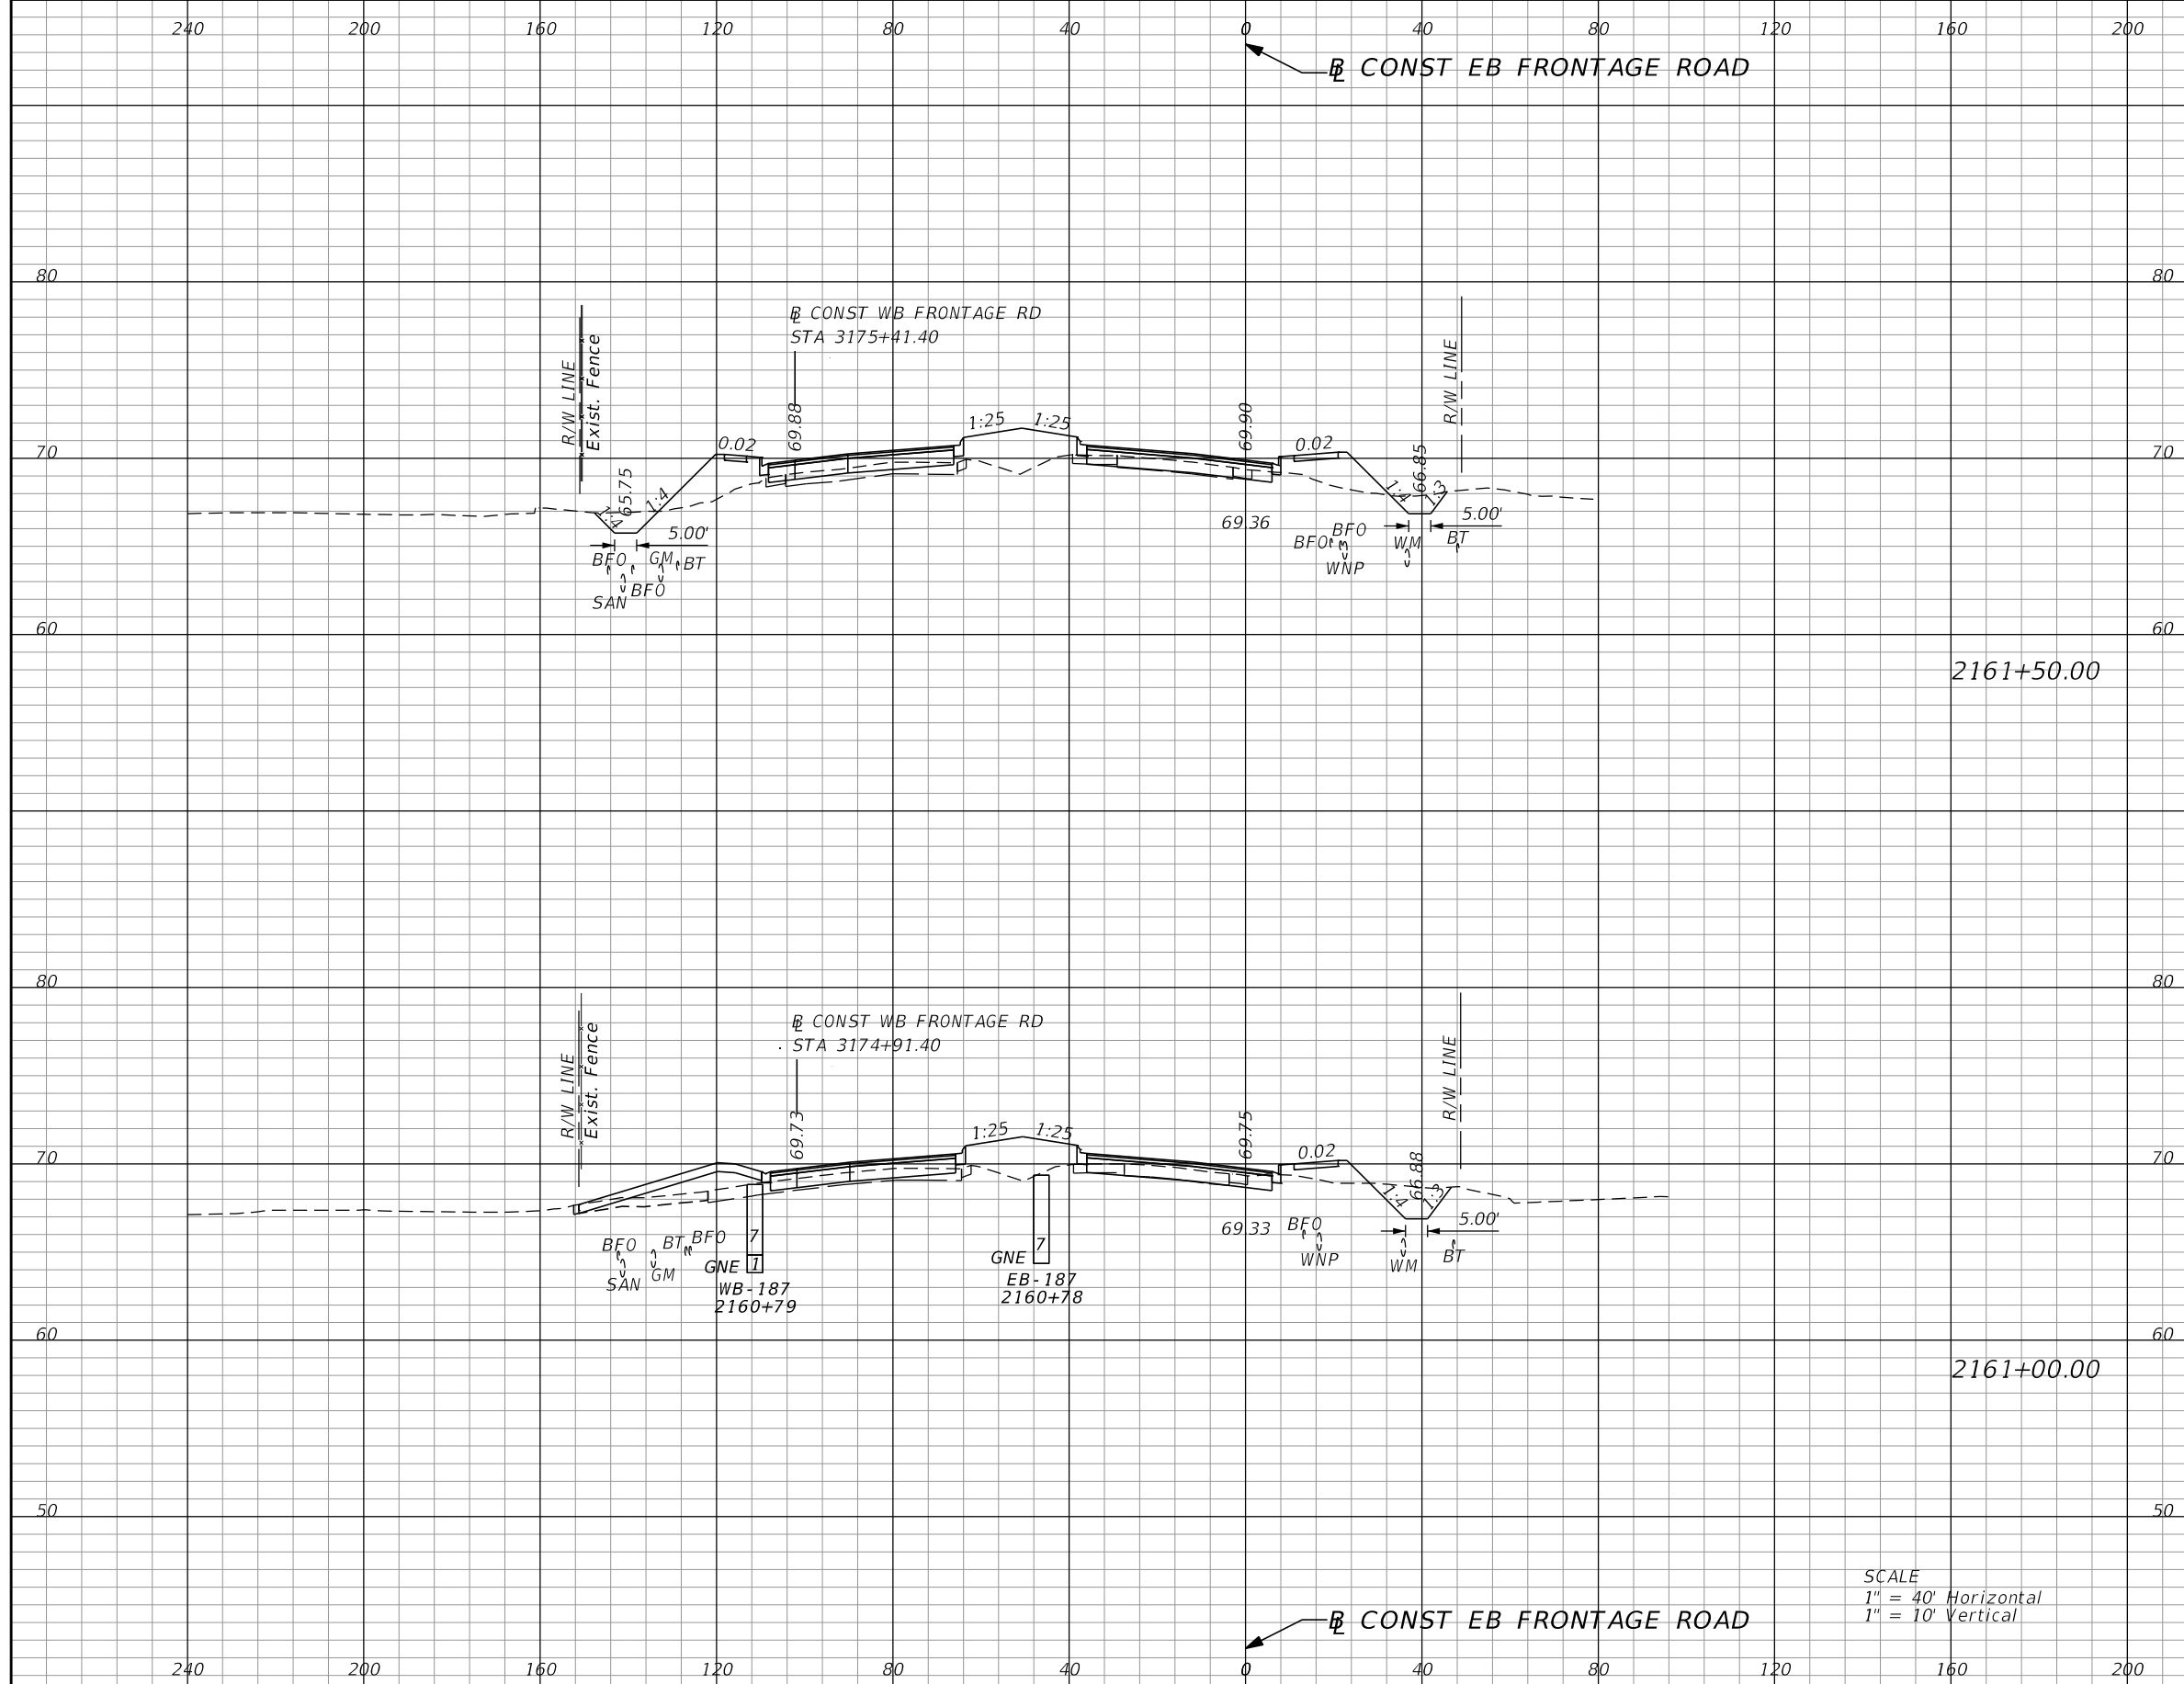 240 200 160 120 80 40 0 40 80 120 160 200
BL CONST EB FRONTAGE ROAD
80 80
BL CONST WB FRONTAGE RD
STA 3175+41.40
R/W LINE
Exist. Fence
R/W LINE
69.88
69.90
1:25 1:25
0.02 0.02
70 70
65.75
66.85
1:4 1:4 1:4 1:3
5.00' 5.00'
69.36
BFO GM BT
BFO
SAN
BFO BFO WM BT
WNP
60 60
2161+50.00
80 80
BL CONST WB FRONTAGE RD
STA 3174+91.40
R/W LINE
Exist. Fence
R/W LINE
69.73
69.75
1:25 1:25
0.02
70 70
66.88
1:4 1:3
5.00'
69.33
BFO BT BFO
SAN GM
7
GNE 1
WB-187
2160+79
7
GNE
EB-187
2160+78
BFO
WNP WM BT
60 60
2161+00.00
50 50
SCALE
1" = 40' Horizontal
1" = 10' Vertical
BL CONST EB FRONTAGE ROAD
240 200 160 120 80 40 0 40 80 120 160 200